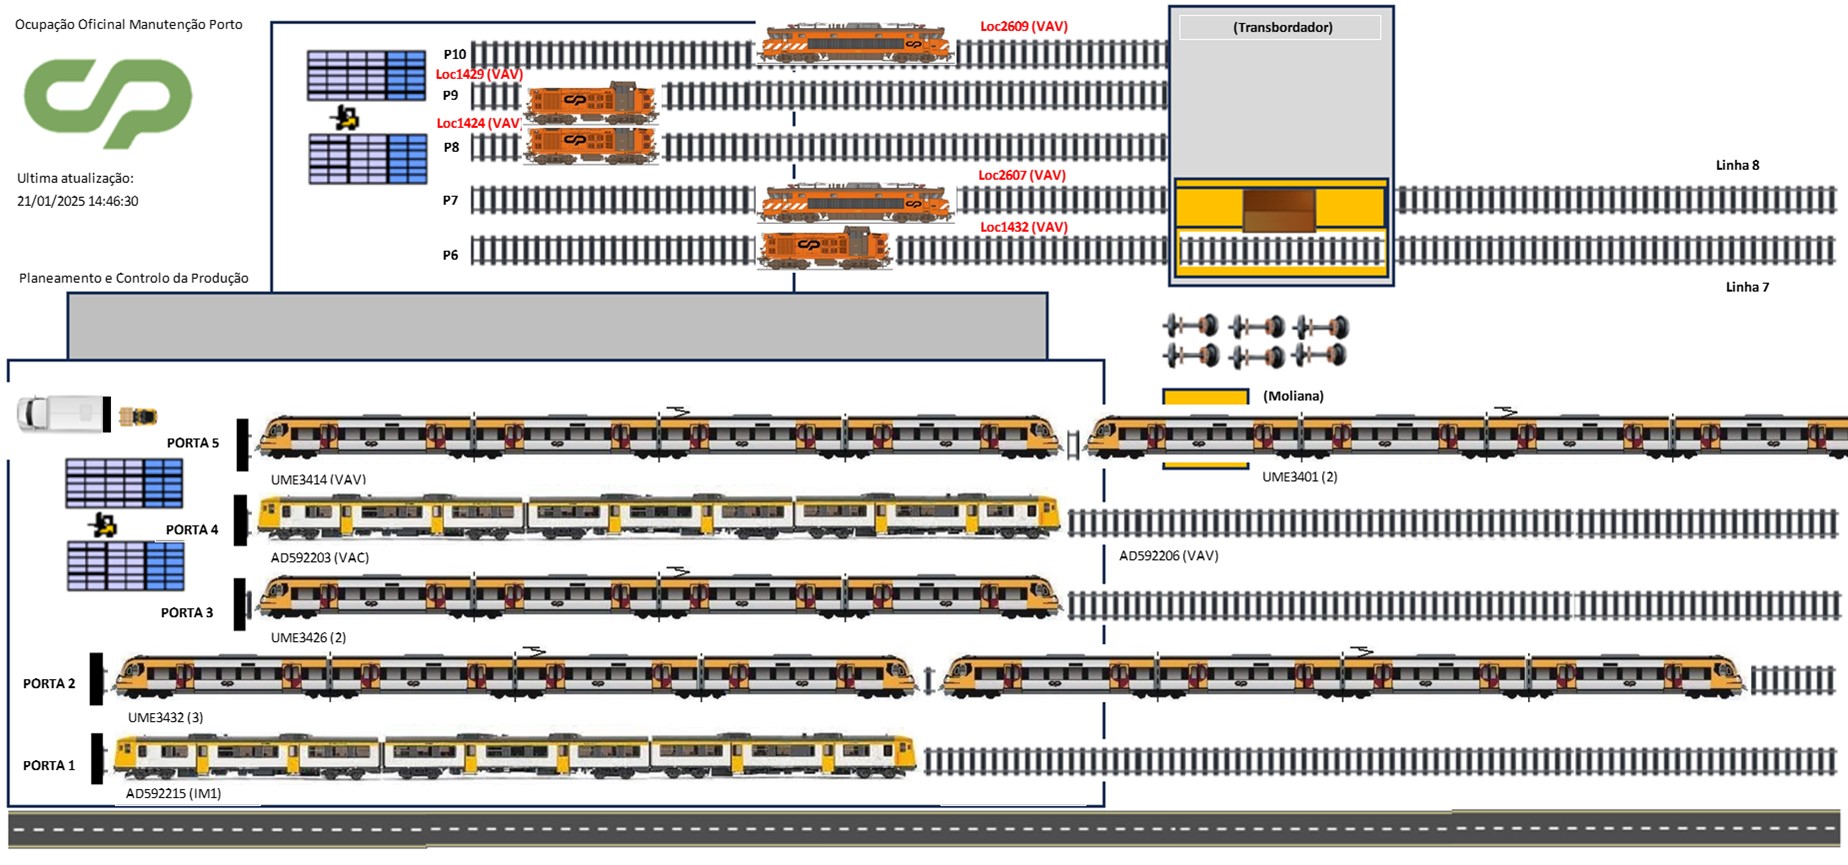 Ocupação Oficinal Manutenção Porto
Ultima atualização:
21/01/2025 14:46:30
Planeamento e Controlo da Produção
Loc2609 (VAV)
P10
Loc1429 (VAV)
P9
Loc1424 (VAV)
P8
Loc2607 (VAV)
P7
Loc1432 (VAV)
P6
(Transbordador)
Linha 8
Linha 7
(Moliana)
PORTA 5
UME3414 (VAV)
UME3401 (2)
PORTA 4
AD592203 (VAC)
AD592206 (VAV)
PORTA 3
UME3426 (2)
PORTA 2
UME3432 (3)
PORTA 1
AD592215 (IM1)